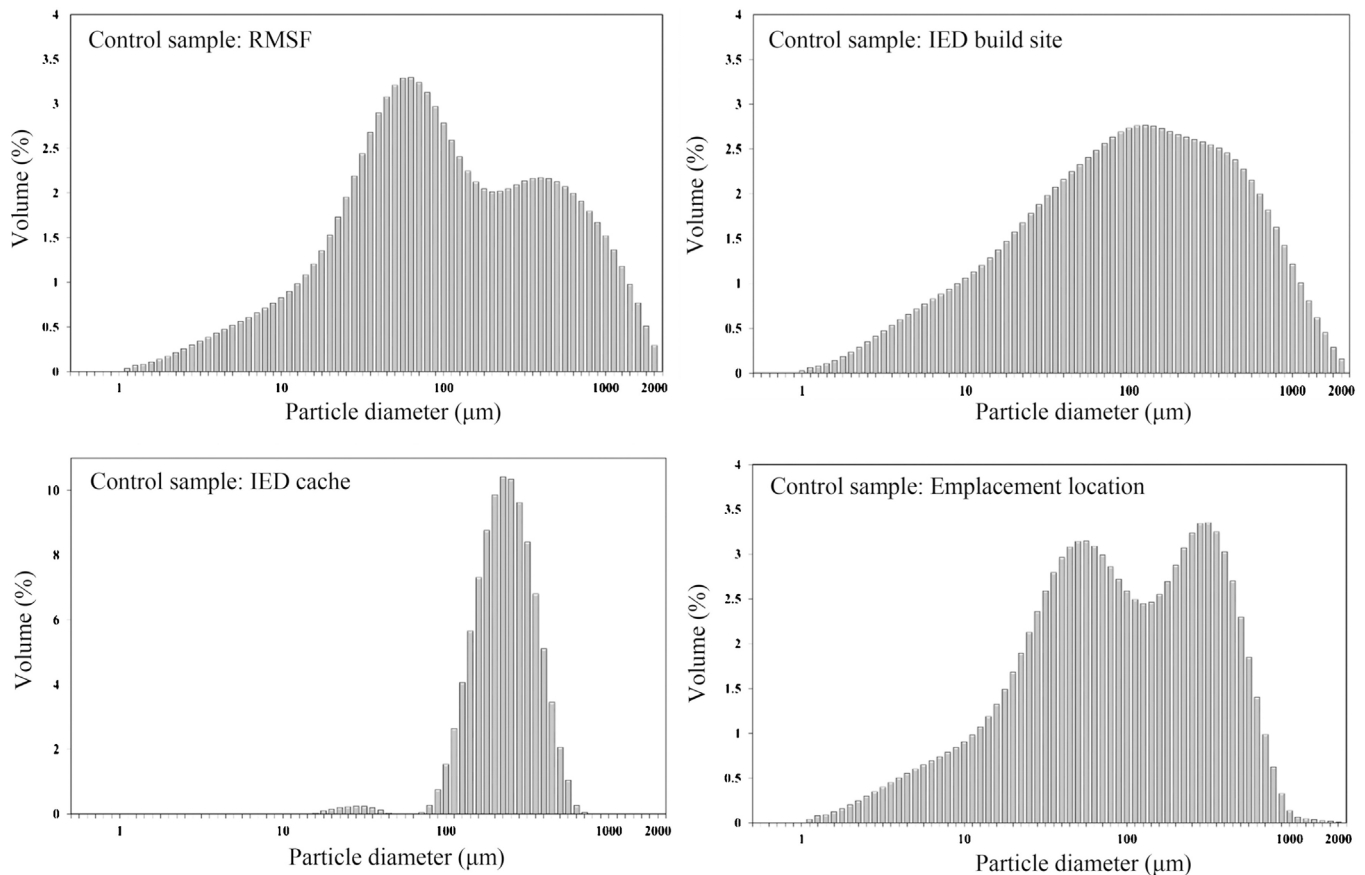 Control sample: RMSF
Volume (%)
4
3.5
3
2.5
2
1.5
1
0.5
0
1 10 100 1000 2000
Particle diameter (μm)
Control sample: IED build site
Volume (%)
4
3.5
3
2.5
2
1.5
1
0.5
0
1 10 100 1000 2000
Particle diameter (μm)
Control sample: IED cache
Volume (%)
10
8
6
4
2
0
1 10 100 1000 2000
Particle diameter (μm)
Control sample: Emplacement location
Volume (%)
4
3.5
3
2.5
2
1.5
1
0.5
0
1 10 100 1000 2000
Particle diameter (μm)